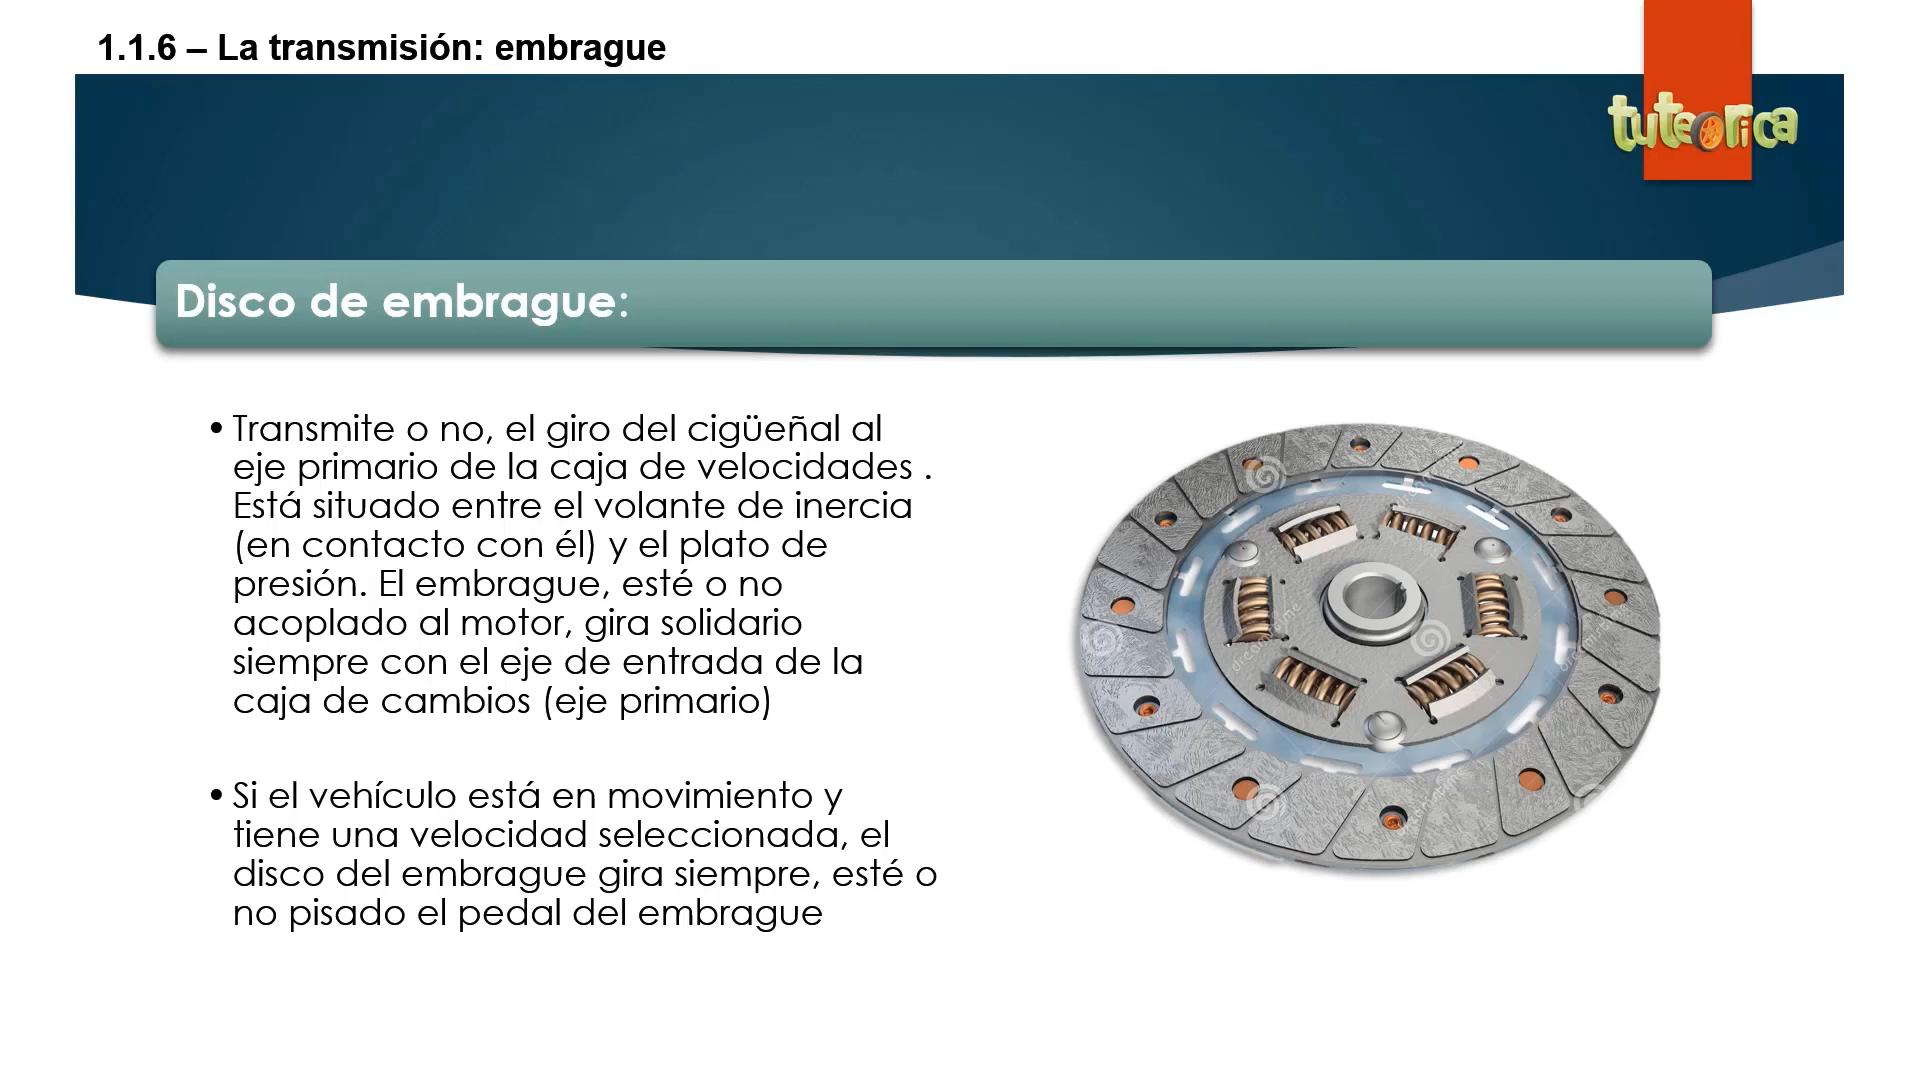 1.1.6 – La transmisión: embrague
tuteorica
Disco de embrague:
• Transmite o no, el giro del cigüeñal al
eje primario de la caja de velocidades .
Está situado entre el volante de inercia
(en contacto con él) y el plato de
presión. El embrague, esté o no
acoplado al motor, gira solidario
siempre con el eje de entrada de la
caja de cambios (eje primario)
• Si el vehículo está en movimiento y
tiene una velocidad seleccionada, el
disco del embrague gira siempre, esté o
no pisado el pedal del embrague